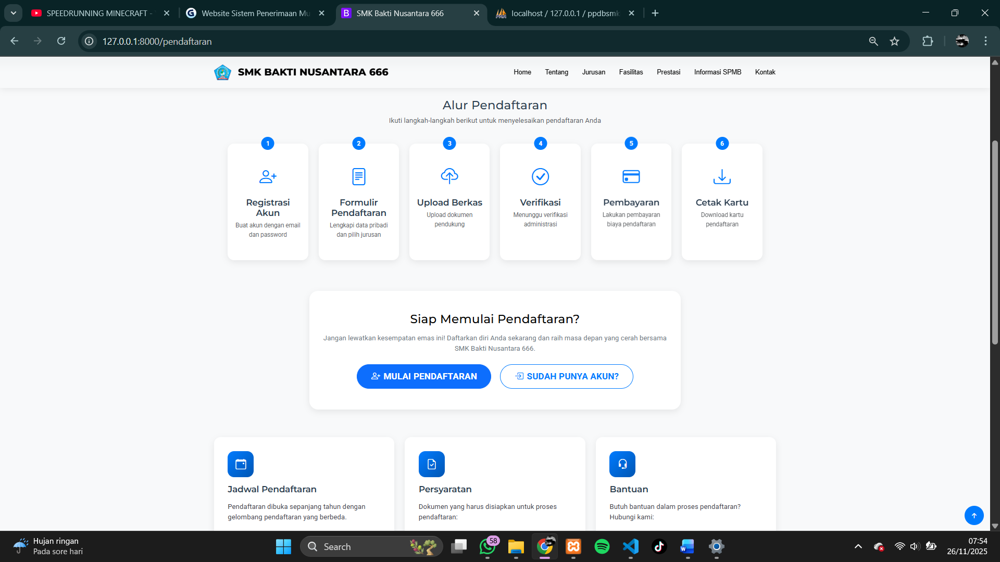 SPEEDRUNNING MINECRAFT -
Website Sistem Penerimaan Mu
SMK Bakti Nusantara 666
localhost / 127.0.0.1 / ppdbsmk
127.0.0.1:8000/pendaftaran
SMK BAKTI NUSANTARA 666
Home Tentang Jurusan Fasilitas Prestasi Informasi SPMB Kontak
Alur Pendaftaran
Ikuti langkah-langkah berikut untuk menyelesaikan pendaftaran Anda
1
Registrasi
Akun
Buat akun dengan email
dan password
2
Formulir
Pendaftaran
Lengkapi data pribadi
dan pilih jurusan
3
Upload Berkas
Upload dokumen
pendukung
4
Verifikasi
Menunggu verifikasi
administrasi
5
Pembayaran
Lakukan pembayaran
biaya pendaftaran
6
Cetak Kartu
Download kartu
pendaftaran
Siap Memulai Pendaftaran?
Jangan lewatkan kesempatan emas ini! Daftarkan diri Anda sekarang dan raih masa depan yang cerah bersama
SMK Bakti Nusantara 666.
MULAI PENDAFTARAN
SUDAH PUNYA AKUN?
Jadwal Pendaftaran
Pendaftaran dibuka sepanjang tahun dengan
gelombang pendaftaran yang berbeda.
Persyaratan
Dokumen yang harus disiapkan untuk proses
pendaftaran:
Bantuan
Butuh bantuan dalam proses pendaftaran?
Hubungi kami:
Hujan ringan
Pada sore hari
Search
58
07:54
26/11/2025